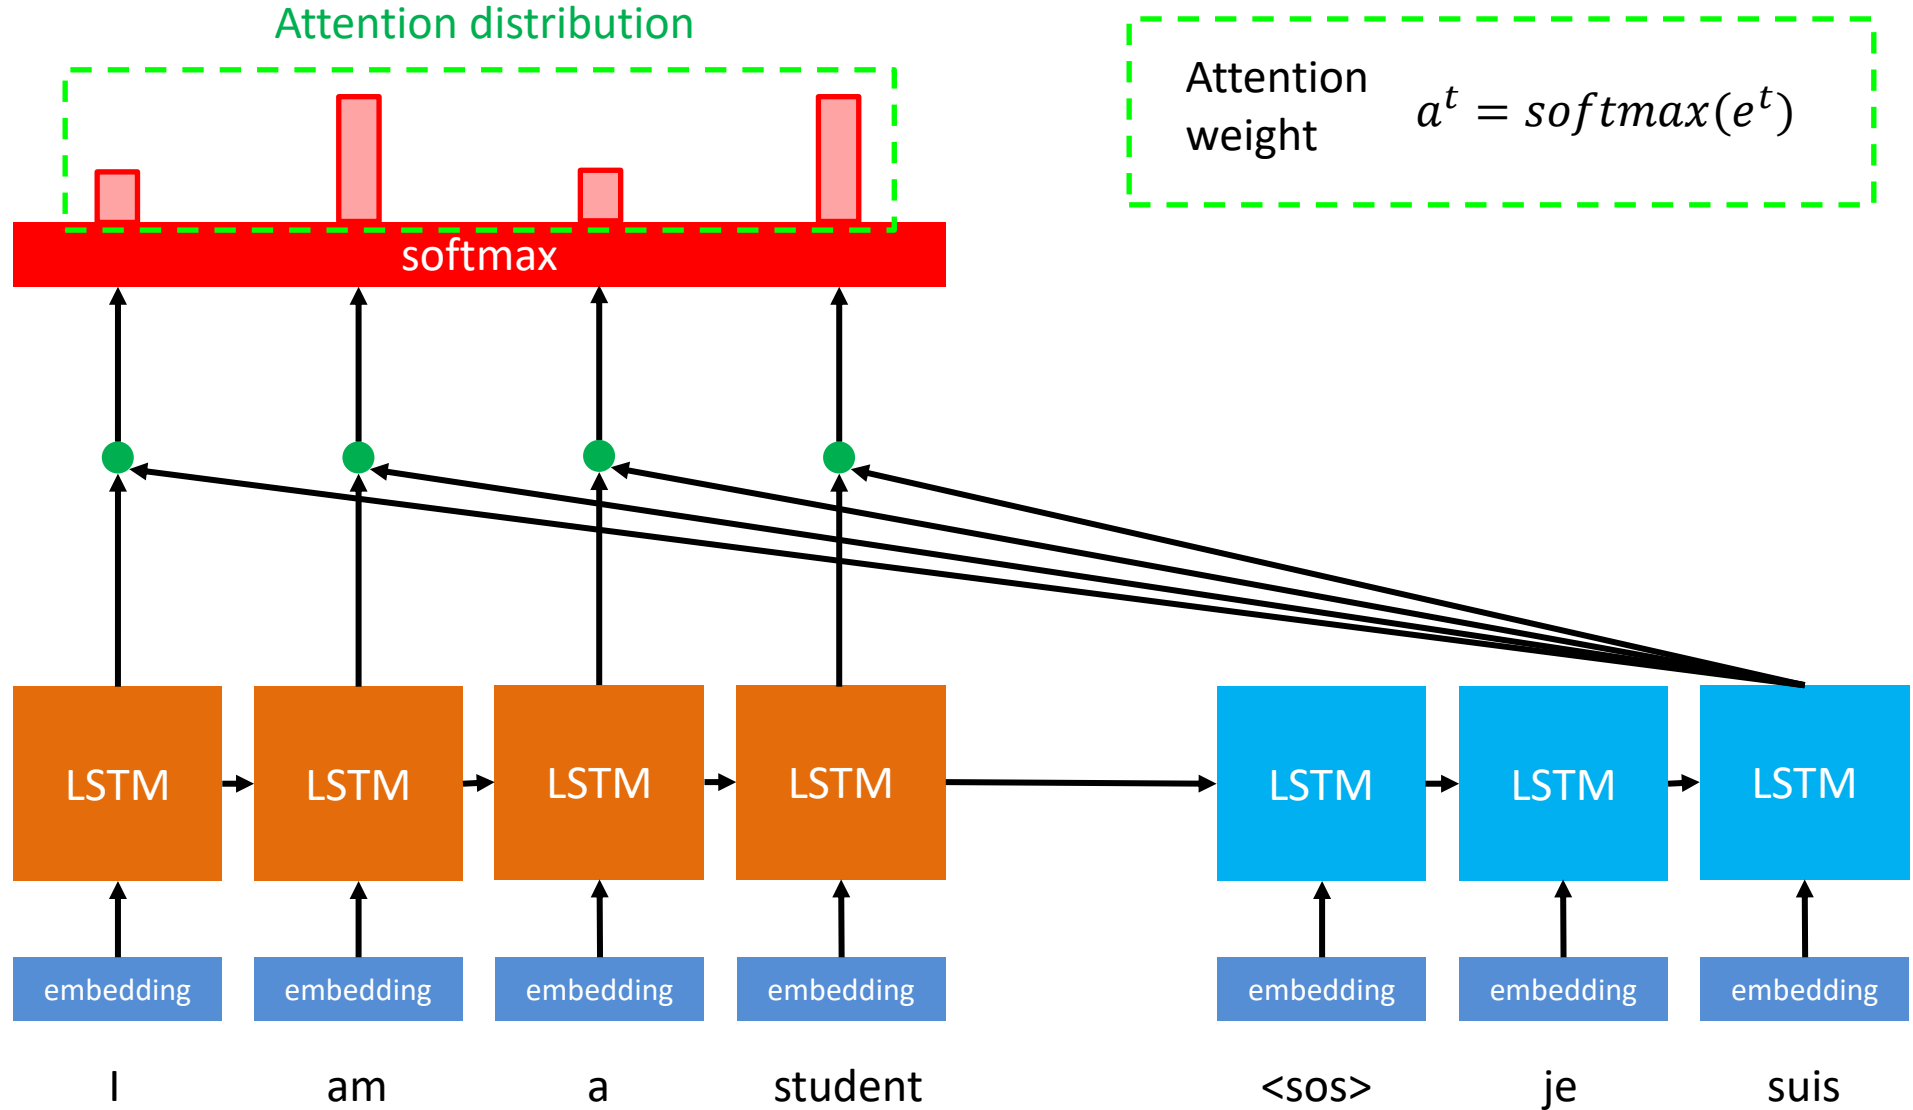 Attention distribution
Attention
weight
a^t = softmax(e^t)
softmax
LSTM LSTM LSTM LSTM LSTM LSTM LSTM
embedding embedding embedding embedding embedding embedding embedding
I am a student <sos> je suis